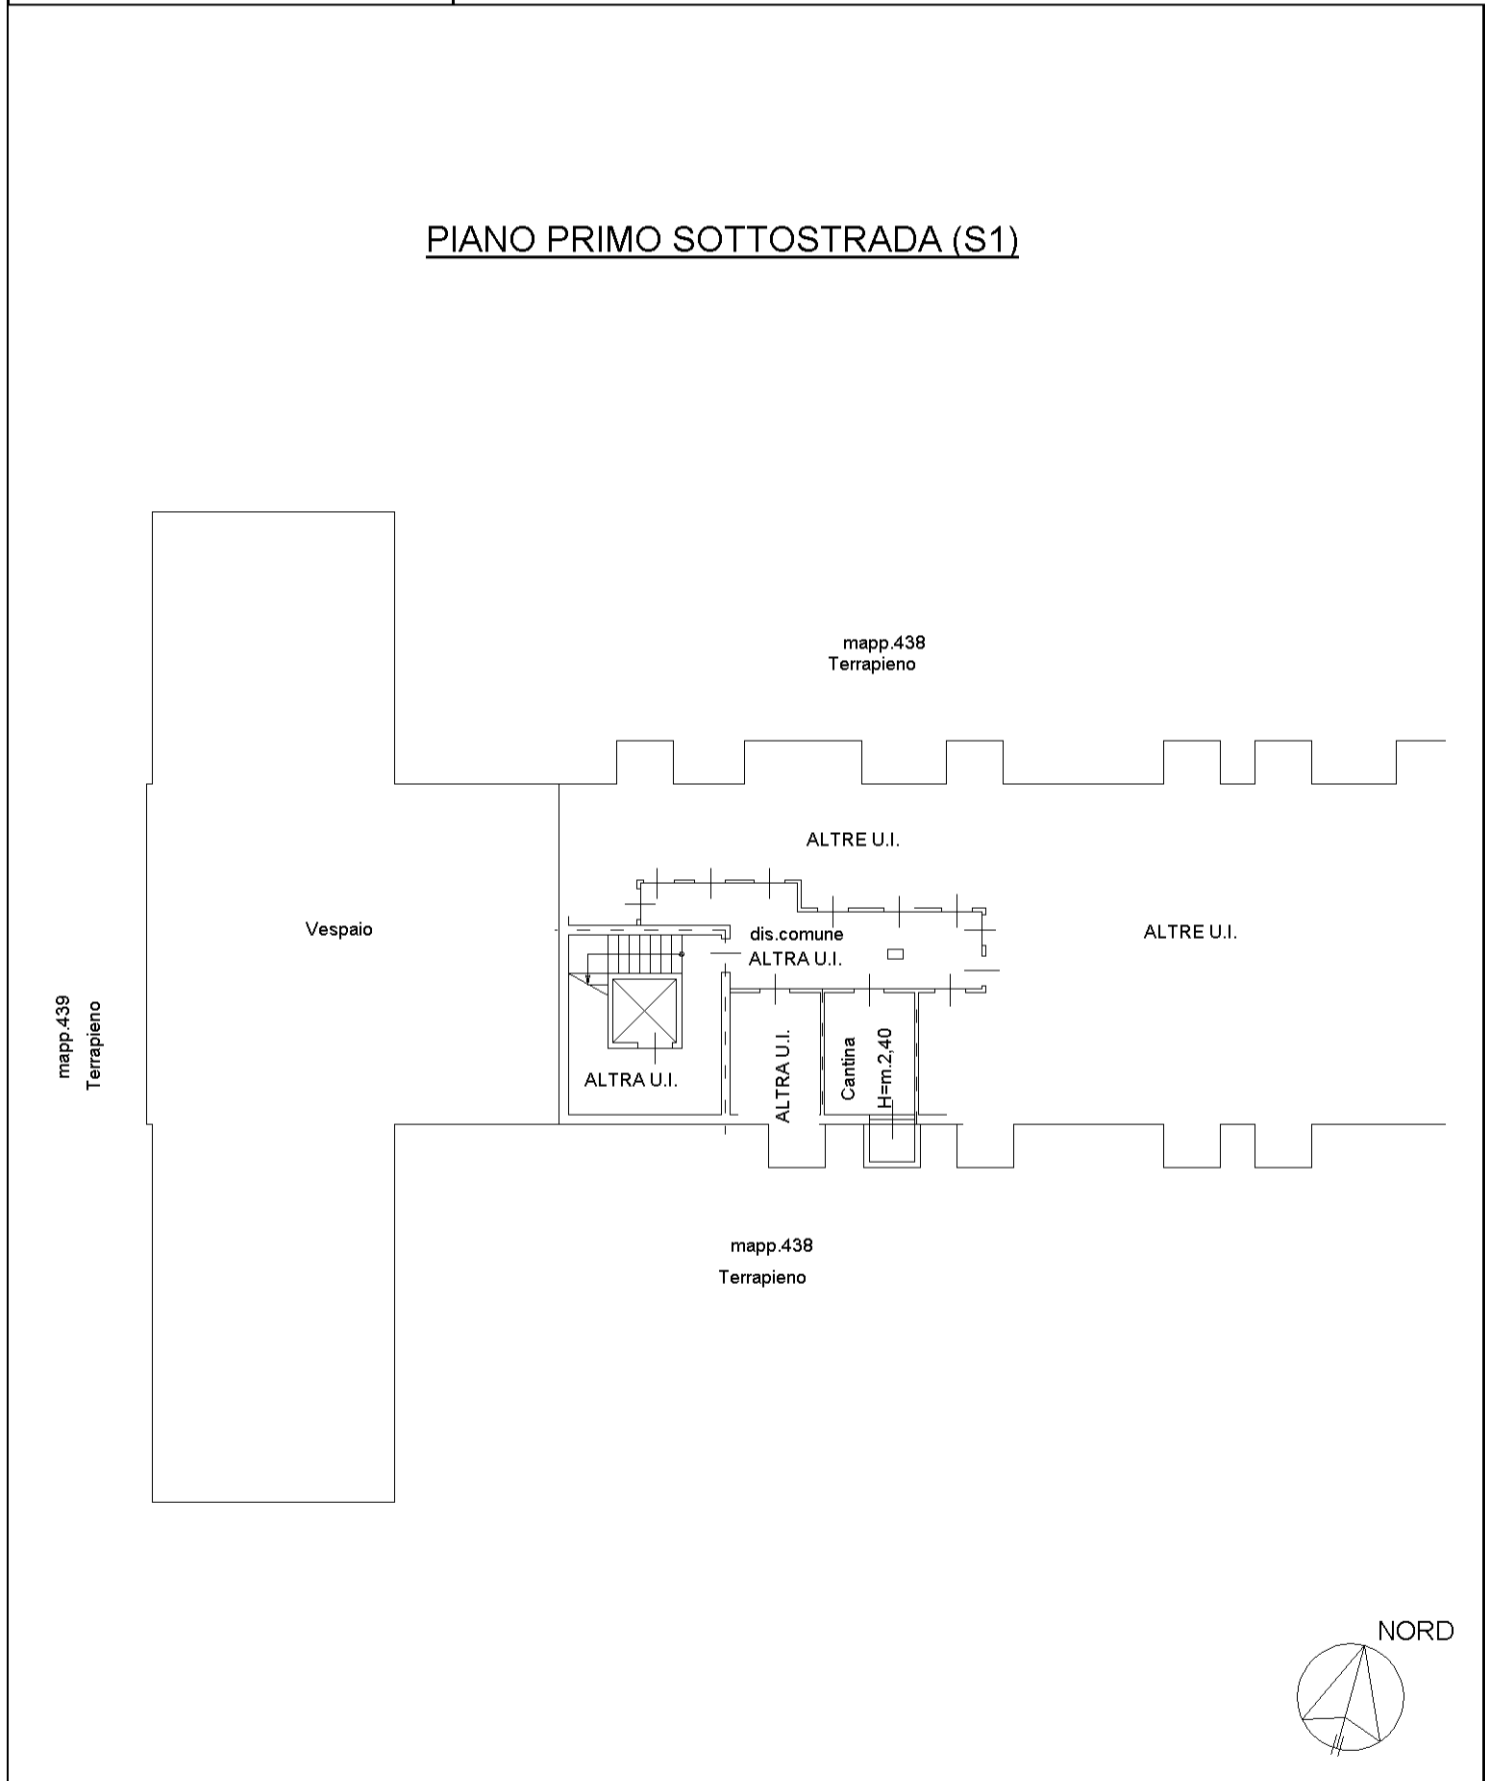 PIANO PRIMO SOTTOSTRADA (S1)
mapp.438
Terrapieno
ALTRE U.I.
Vespaio
dis.comune
ALTRA U.I.
ALTRE U.I.
mapp.439
Terrapieno
ALTRA U.I.
ALTRA U.I.
Cantina
H=m.2,40
mapp.438
Terrapieno
NORD